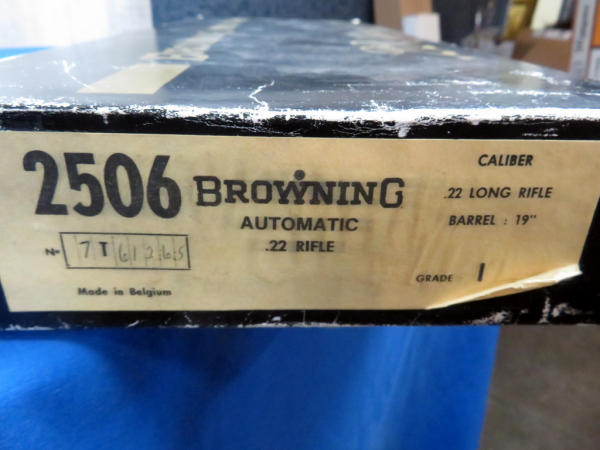 2506
BROWNING
AUTOMATIC
.22 RIFLE
Nº 7T61265
Made in Belgium
CALIBER
.22 LONG RIFLE
BARREL : 19"
GRADE I